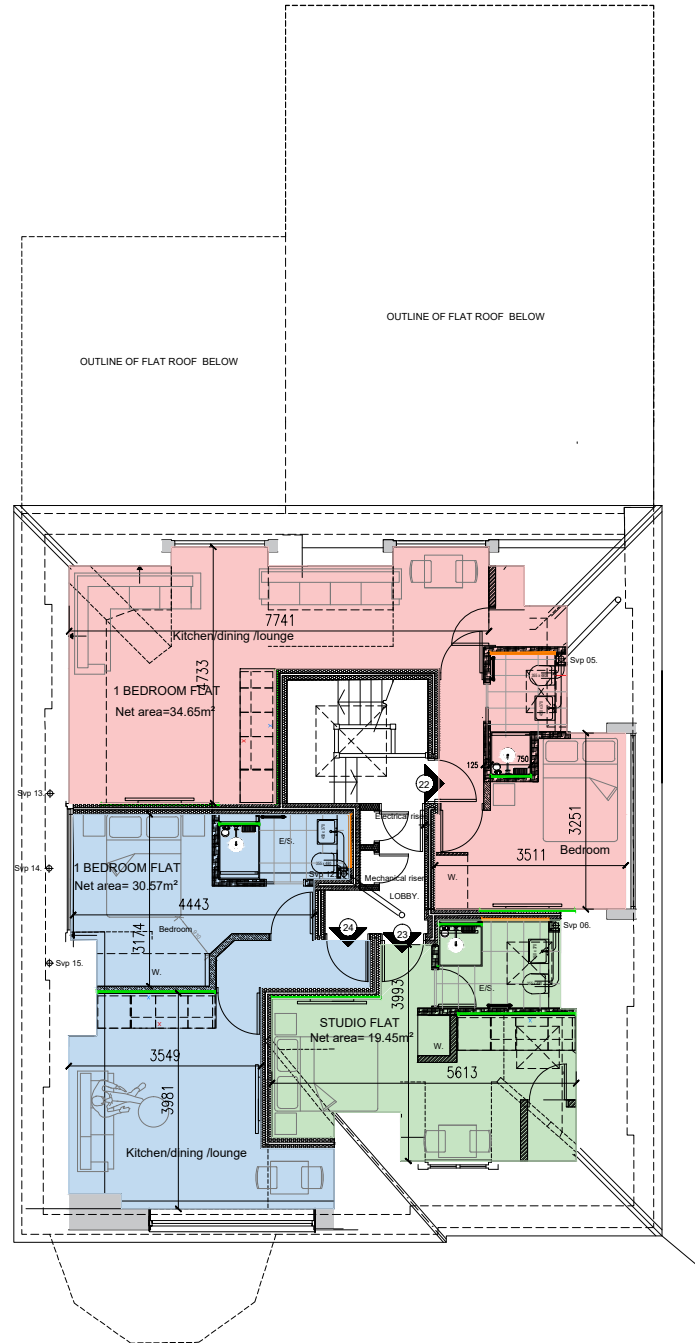 OUTLINE OF FLAT ROOF BELOW
OUTLINE OF FLAT ROOF BELOW
7741
Kitchen/dining /lounge
4733
1 BEDROOM FLAT
Net area=34.65m²
Svp 05.
750
125
22
Svp 13.
Electrical riser
3251
3511
Bedroom
E/S.
1 BEDROOM FLAT
Net area= 30.57m²
Svp 14.
Svp 12
Mechanical riser
W.
LOBBY.
4443
3174
Bedroom
24
23
Svp 06.
Svp 15.
W.
3993
E/S.
STUDIO FLAT
Net area= 19.45m²
W.
3549
3981
5613
Kitchen/dining /lounge